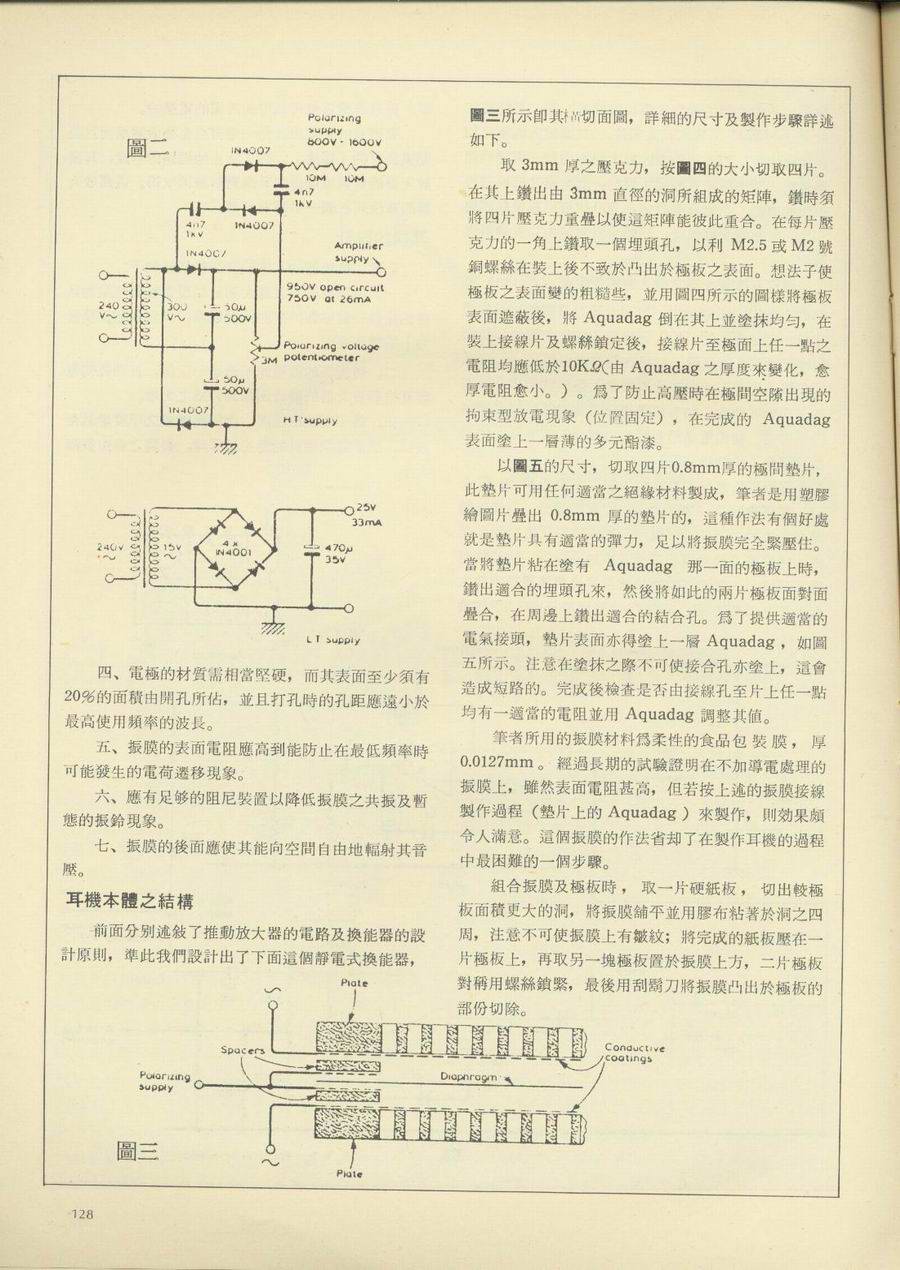 圖二
Polarizing
supply
800V - 1600V
1N4007
10M 10M
4n7
1kV
4n7
1kV
1N4007
1N4007
Amplifier
supply
950V open circuit
750V at 26mA
240
V~
300
V~
50μ
500V
Polarizing voltage
potentiometer
3M
50μ
500V
1N4007
H T supply
25V
33mA
240V
~
15V
~
4 x
1N4001
470μ
35V
L T supply
四、電極的材質需相當堅硬，而其表面至少須有
20%的面積由開孔所佔，並且打孔時的孔距應遠小於
最高使用頻率的波長。
五、振膜的表面電阻應高到能防止在最低頻率時
可能發生的電荷遷移現象。
六、應有足够的阻尼裝置以降低振膜之共振及暫
態的振鈴現象。
七、振膜的後面應使其能向空間自由地輻射其音
壓。
耳機本體之結構
前面分别述敍了推動放大器的電路及換能器的設
計原則，準此我們設計出了下面這個靜電式換能器，
圖三所示卽其切面圖，詳細的尺寸及製作步驟詳述
如下。
取 3mm 厚之壓克力，按圖四的大小切取四片。
在其上鑽出由 3mm 直徑的洞所組成的矩陣，鑽時須
將四片壓克力重疊以使這矩陣能彼此重合。在每片壓
克力的一角上鑽取一個埋頭孔，以利 M2.5 或 M2 號
銅螺絲在裝上後不致於凸出於極板之表面。想法子使
極板之表面變的粗糙些，並用圖四所示的圖樣將極板
表面遮蔽後，將 Aquadag 倒在其上並塗抹均勻，在
裝上接線片及螺絲鎖定後，接線片至極面上任一點之
電阻均應低於10KΩ(由 Aquadag 之厚度來變化，愈
厚電阻愈小。)。爲了防止高壓時在極間空隙出現的
拘束型放電現象（位置固定），在完成的 Aquadag
表面塗上一層薄的多元酯漆。
以圖五的尺寸，切取四片0.8mm厚的極間墊片，
此墊片可用任何適當之絕緣材料製成，筆者是用塑膠
繪圖片疊出 0.8mm 厚的墊片的，這種作法有個好處
就是墊片具有適當的彈力，足以將振膜完全緊壓住。
當將墊片粘在塗有 Aquadag 那一面的極板上時，
鑽出適合的埋頭孔來，然後將如此的兩片極板面對面
疊合，在周邊上鑽出適合的結合孔。爲了提供適當的
電氣接頭，墊片表面亦得塗上一層 Aquadag，如圖
五所示。注意在塗抹之際不可使接合孔亦塗上，這會
造成短路的。完成後檢查是否由接線孔至片上任一點
均有一適當的電阻並用 Aquadag 調整其值。
筆者所用的振膜材料爲柔性的食品包裝膜，厚
0.0127mm。經過長期的試驗證明在不加導電處理的
振膜上，雖然表面電阻甚高，但若按上述的振膜接線
製作過程（墊片上的 Aquadag）來製作，則効果頗
令人滿意。這個振膜的作法省却了在製作耳機的過程
中最困難的一個步驟。
組合振膜及極板時，取一片硬紙板，切出較極
板面積更大的洞，將振膜舖平並用膠布粘著於洞之四
周，注意不可使振膜上有皺紋；將完成的紙板壓在一
片極板上，再取另一塊極板置於振膜上方，二片極板
對稱用螺絲鎖緊，最後用刮鬍刀將振膜凸出於極板的
部份切除。
~
Plate
Spacers
Conductive
coatings
Polarizing
supply
Diaphragm
圖三
~
Plate
128